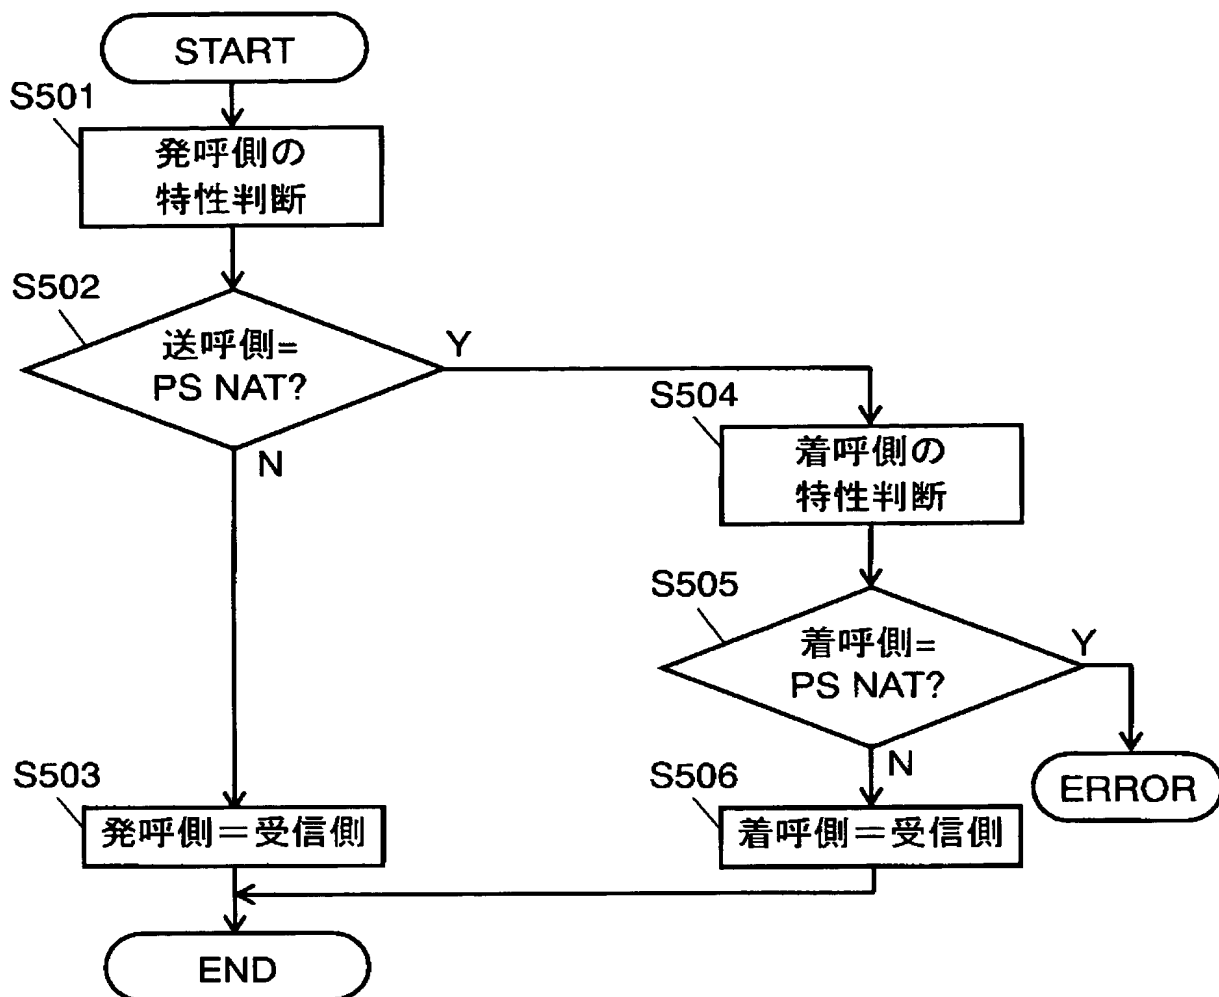 START
S501
発呼側の
特性判断
S502
送呼側=
PS NAT?
Y
N
S504
着呼側の
特性判断
S505
着呼側=
PS NAT?
Y
N
ERROR
S503
発呼側=受信側
S506
着呼側=受信側
END